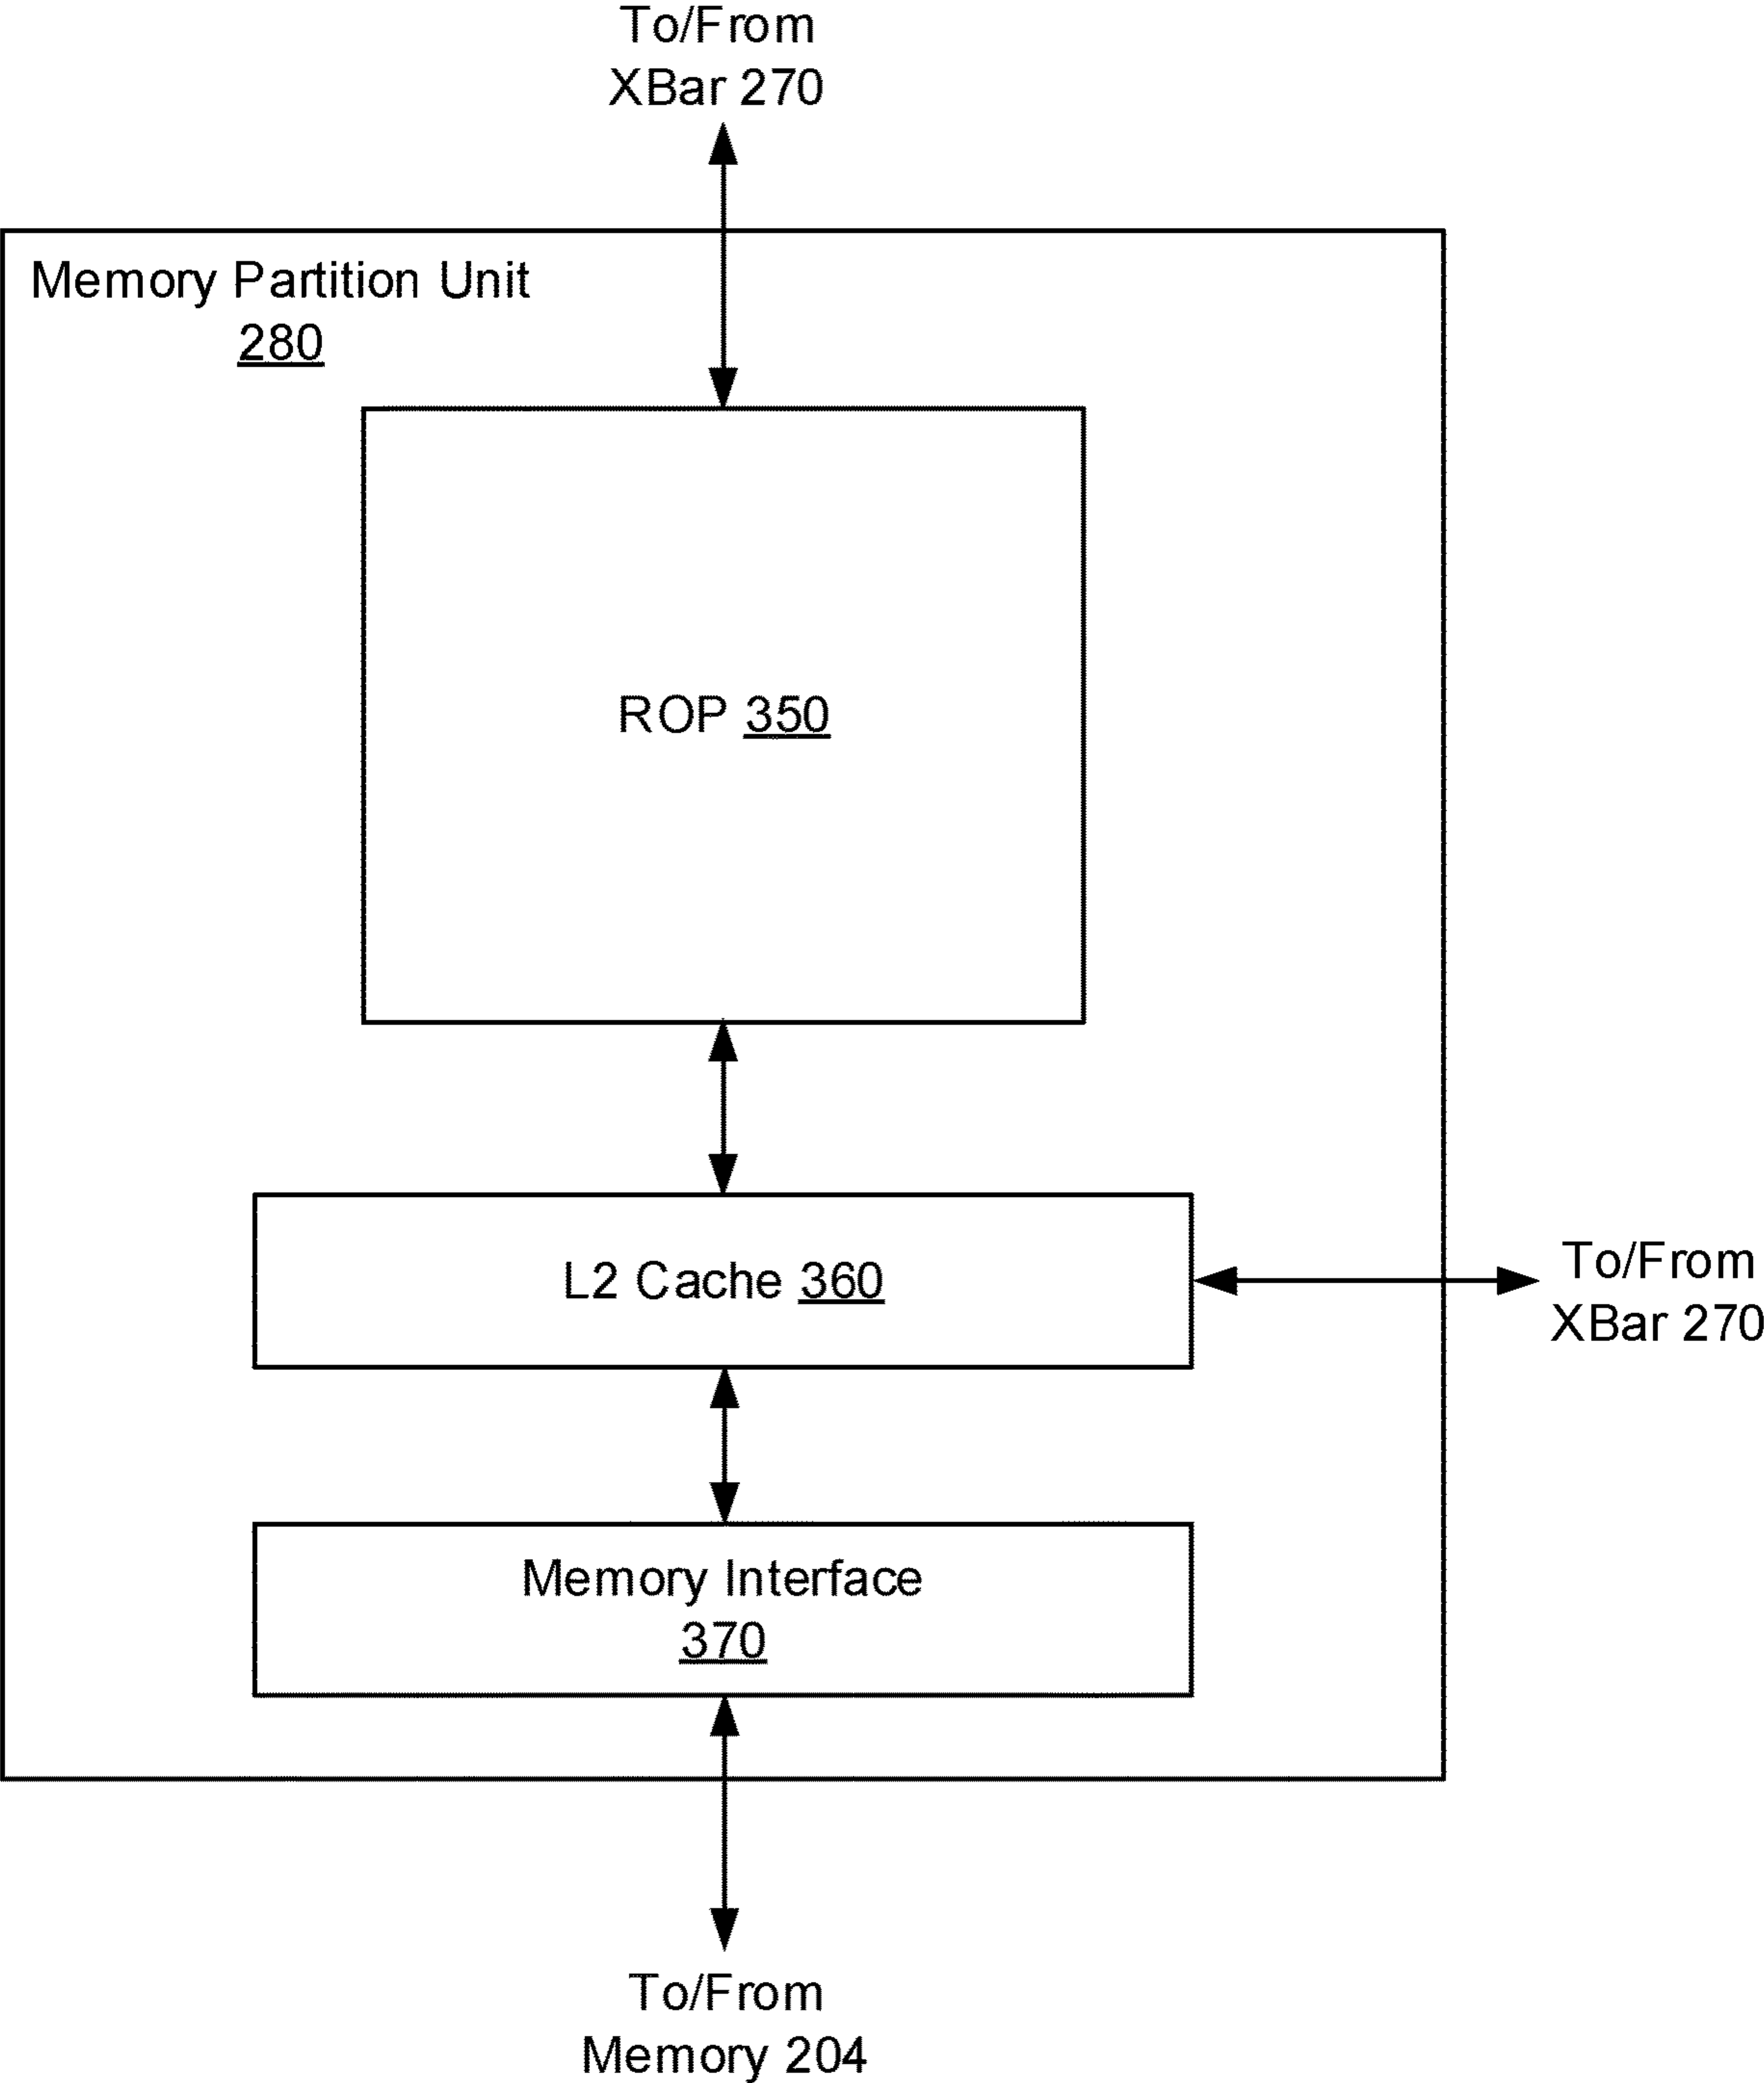 To/From
XBar 270
Memory Partition Unit
280
ROP 350
L2 Cache 360
To/From
XBar 270
Memory Interface
370
To/From
Memory 204